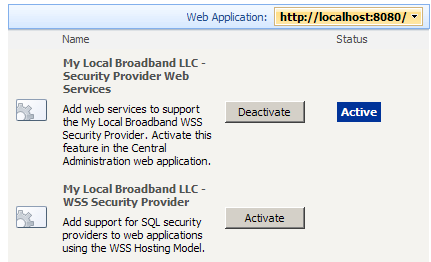 Web Application: http://localhost:8080/
Name Status
My Local Broadband LLC -
Security Provider Web
Services
Add web services to support
the My Local Broadband WSS
Security Provider. Activate this
feature in the Central
Administration web application.
Deactivate
Active
My Local Broadband LLC -
WSS Security Provider
Add support for SQL security
providers to web applications
using the WSS Hosting Model.
Activate